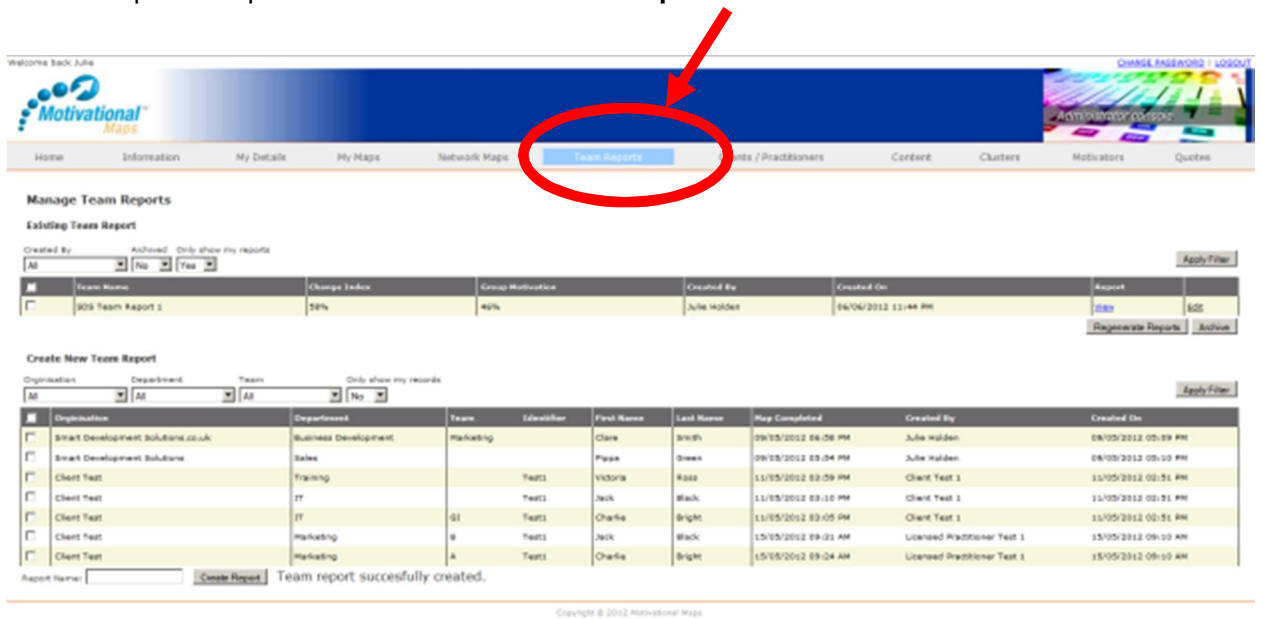 Welcome back Julie
CHANGE PASSWORD | LOGOUT
Motivational™
Maps
Administrator console
Home Information My Details My Maps Network Maps Team Reports / Practitioners Content Clusters Motivators Quotes
Manage Team Reports
Existing Team Report
Created By Archived Only show my reports
All No Yes Apply Filter
Team Name Change Index Group Motivation Created By Created On Report
SDS Team Report 1 58% 46% Julie Holden 06/06/2012 11:44 PM View Edit
Regenerate Reports Archive
Create New Team Report
Orginisation Department Team Only show my records
All All All No Apply Filter
Orginisation Department Team Identifier First Name Last Name Map Completed Created By Created On
Smart Development Solutions.co.uk Business Development Marketing Clare Smith 09/05/2012 06:58 PM Julie Holden 09/05/2012 05:09 PM
Smart Development Solutions Sales Pippa Green 09/05/2012 05:54 PM Julie Holden 09/05/2012 05:10 PM
Client Test Training Test1 Victoria Ross 11/05/2012 03:59 PM Client Test 1 11/05/2012 02:51 PM
Client Test IT Test1 Jack Black 11/05/2012 03:10 PM Client Test 1 11/05/2012 02:51 PM
Client Test IT GI Test1 Charlie Bright 11/05/2012 03:05 PM Client Test 1 11/05/2012 02:51 PM
Client Test Marketing B Test1 Jack Black 15/05/2012 09:31 AM Licensed Practitioner Test 1 15/05/2012 09:10 AM
Client Test Marketing A Test1 Charlie Bright 15/05/2012 09:24 AM Licensed Practitioner Test 1 15/05/2012 09:10 AM
Report Name: Create Report Team report succesfully created.
Copyright © 2012 Motivational Maps